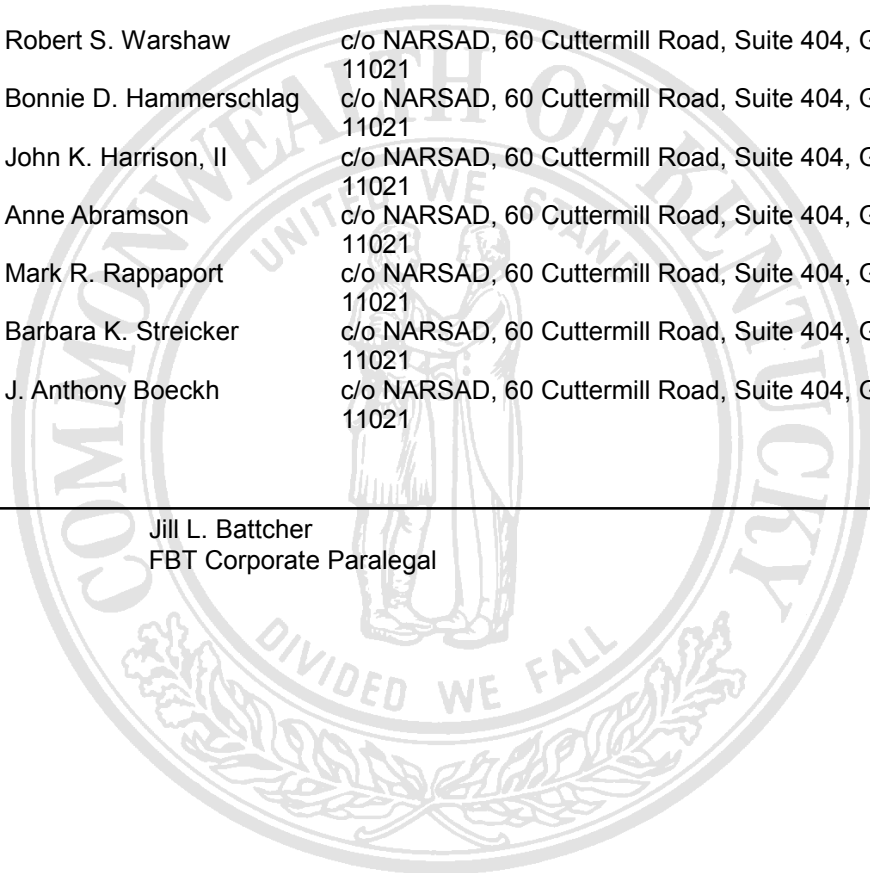 Robert S. Warshaw c/o NARSAD, 60 Cuttermill Road, Suite 404, G
11021
Bonnie D. Hammerschlag c/o NARSAD, 60 Cuttermill Road, Suite 404, G
11021
John K. Harrison, II c/o NARSAD, 60 Cuttermill Road, Suite 404, G
11021
Anne Abramson c/o NARSAD, 60 Cuttermill Road, Suite 404, G
11021
Mark R. Rappaport c/o NARSAD, 60 Cuttermill Road, Suite 404, G
11021
Barbara K. Streicker c/o NARSAD, 60 Cuttermill Road, Suite 404, G
11021
J. Anthony Boeckh c/o NARSAD, 60 Cuttermill Road, Suite 404, G
11021
Jill L. Battcher
FBT Corporate Paralegal
COMMONWEALTH OF KENTUCKY
UNITED WE STAND
DIVIDED WE FALL